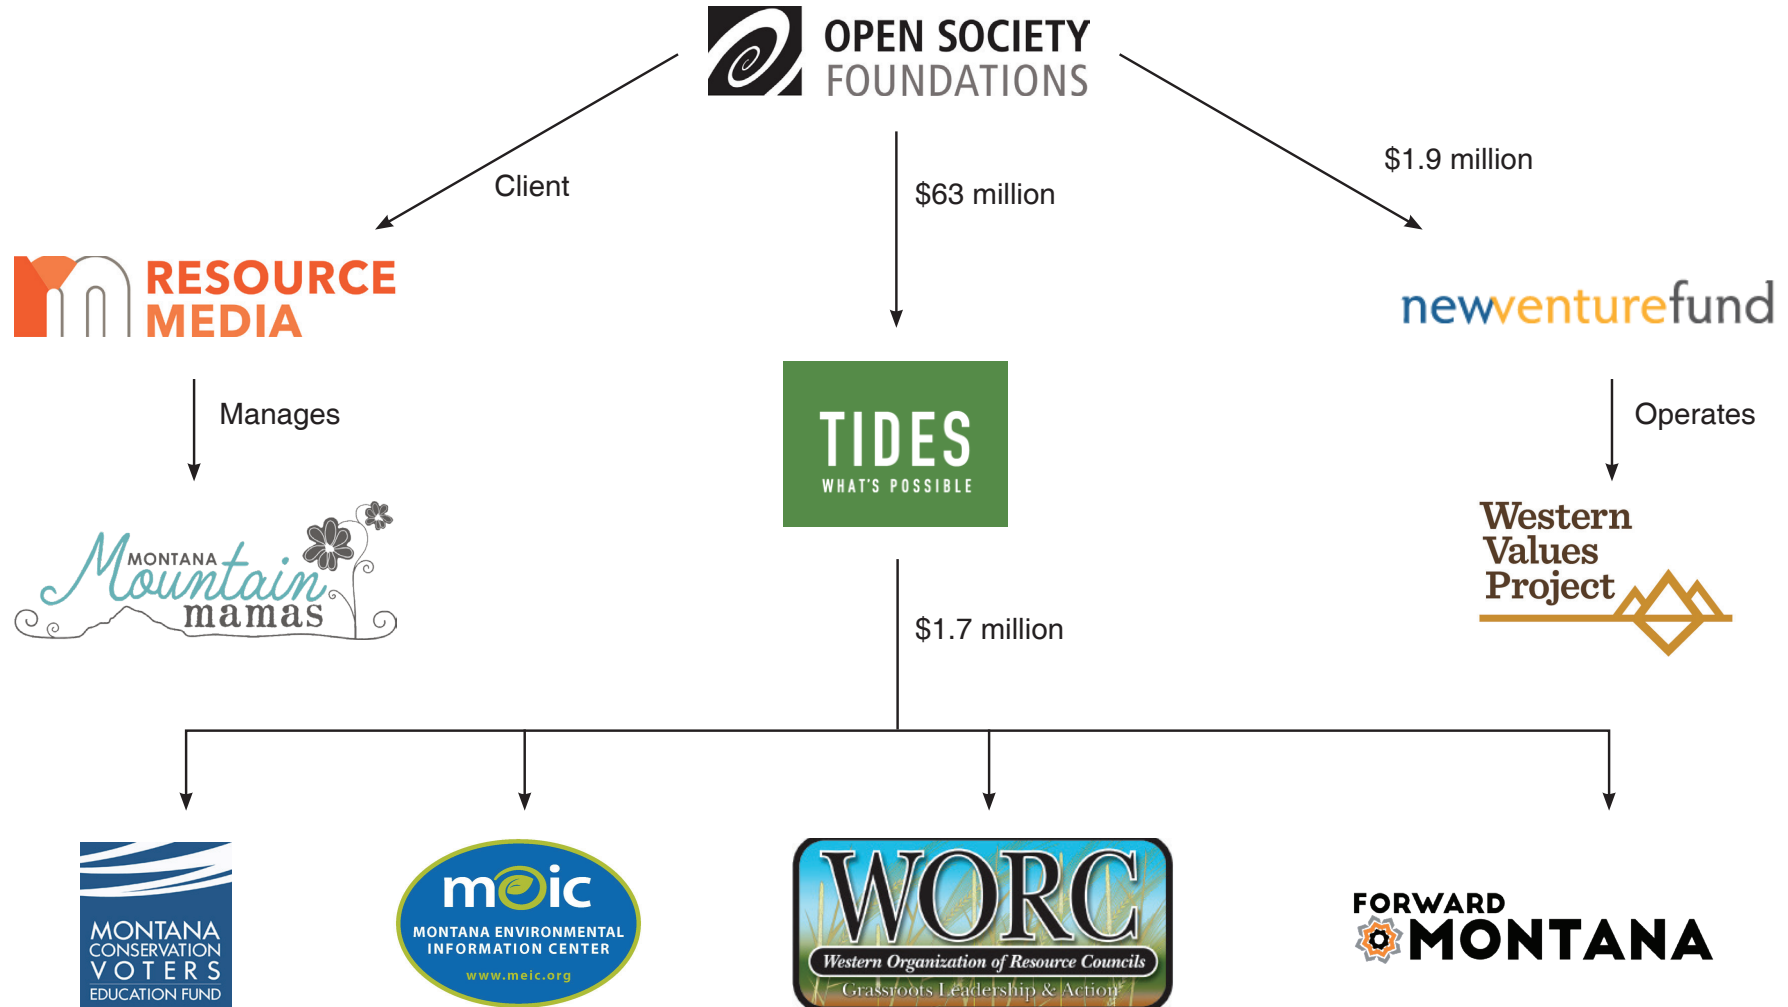 OPEN SOCIETY
FOUNDATIONS
Client
$63 million
$1.9 million
RESOURCE
MEDIA
newventurefund
Manages
TIDES
WHAT'S POSSIBLE
Operates
MONTANA
Mountain
mamas
Western
Values
Project
$1.7 million
MONTANA
CONSERVATION
VOTERS
EDUCATION FUND
meic
MONTANA ENVIRONMENTAL
INFORMATION CENTER
www.meic.org
WORC
Western Organization of Resource Councils
Grassroots Leadership & Action
FORWARD
MONTANA